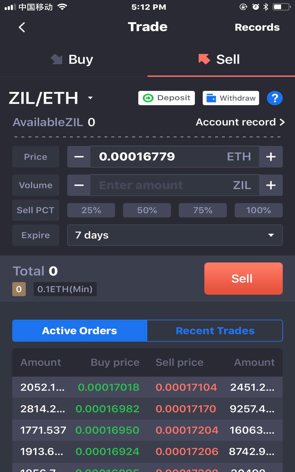 中国移动 5:12 PM
Trade Records
Buy Sell
ZIL/ETH Deposit Withdraw ?
AvailableZIL 0 Account record >
Price − 0.00016779 ETH +
Volume − Enter amount ZIL +
Sell PCT 25% 50% 75% 100%
Expire 7 days
Total 0
0 0.1ETH(Min)
Sell
Active Orders Recent Trades
Amount Buy price Sell price Amount
2052.1... 0.00017018 0.00017104 2451.2...
2814.2... 0.00016982 0.00017170 9257.4...
1771.537 0.00016950 0.00017204 16063....
1913.6... 0.00016924 0.00017206 8742.9...